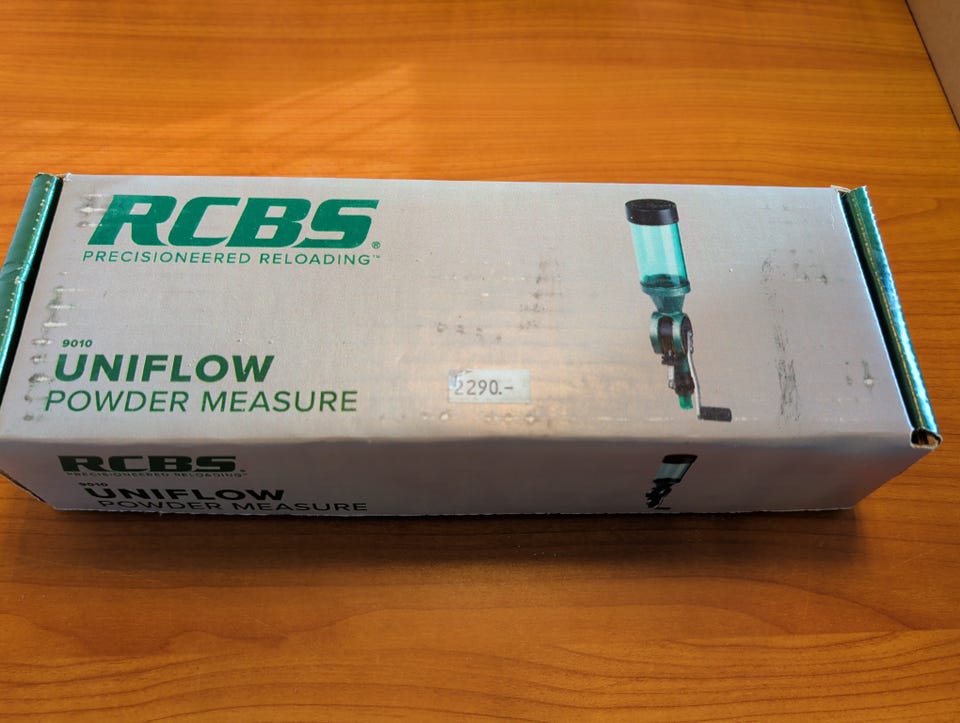 RCBS®
PRECISIONEERED RELOADING™
9010
UNIFLOW
POWDER MEASURE
2290.-
RCBS®
PRECISIONEERED RELOADING™
9010
UNIFLOW
POWDER MEASURE